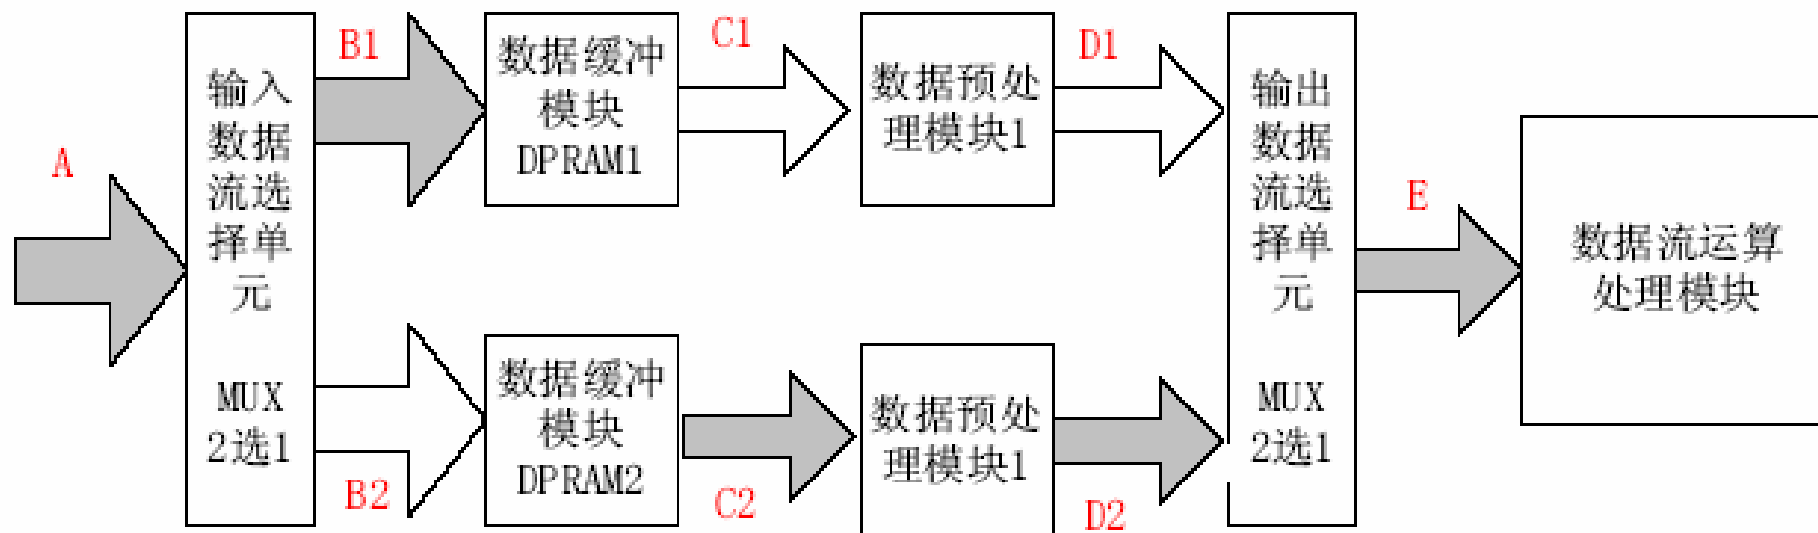 A
输入
数据
流选
择单
元
MUX
2选1
B1
B2
数据缓冲
模块
DPRAM1
数据缓冲
模块
DPRAM2
C1
C2
数据预处
理模块1
数据预处
理模块1
D1
D2
输出
数据
流选
择单
元
MUX
2选1
E
数据流运算
处理模块